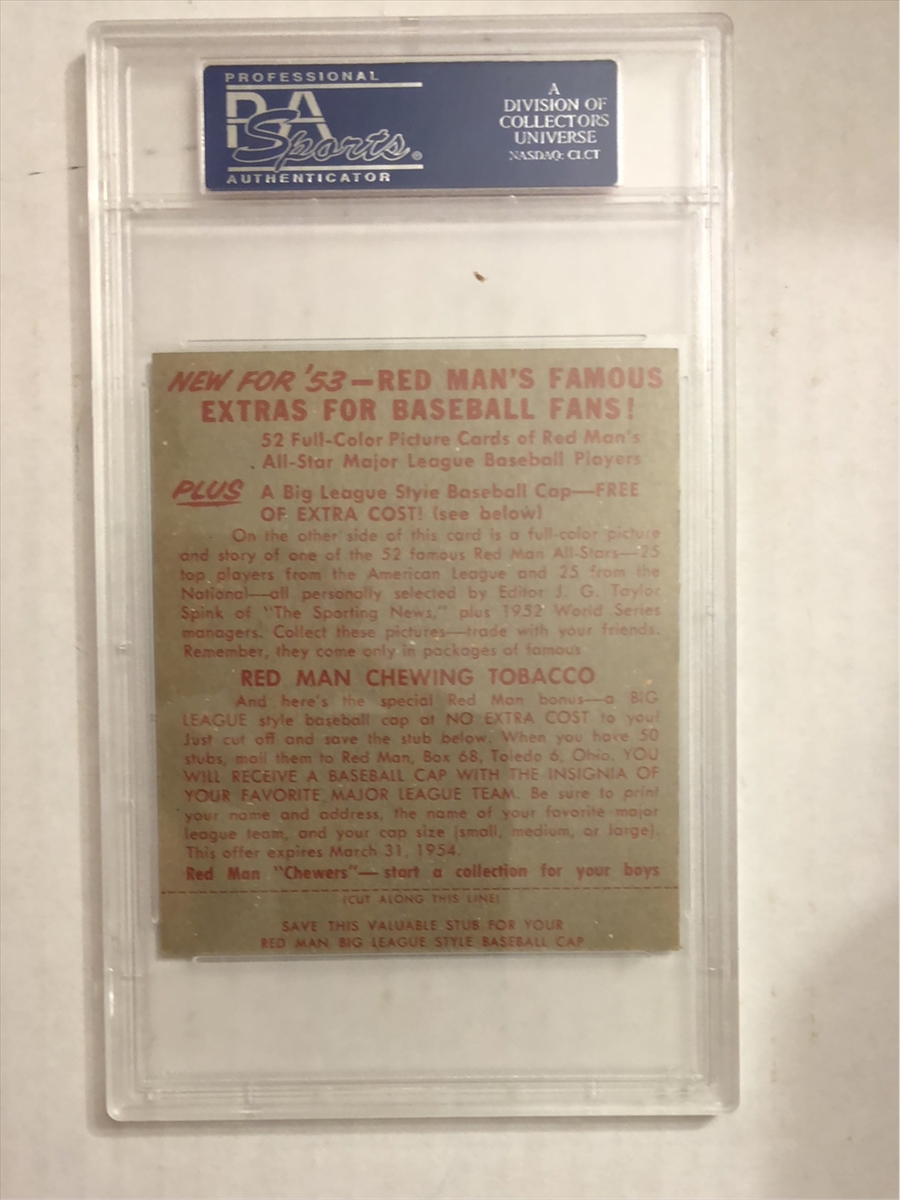 PROFESSIONAL
PSA
Sports®
AUTHENTICATOR
A
DIVISION OF
COLLECTORS
UNIVERSE
NASDAQ: CLCT
NEW FOR '53—RED MAN'S FAMOUS
EXTRAS FOR BASEBALL FANS!
52 Full-Color Picture Cards of Red Man's
All-Star Major League Baseball Players
PLUS A Big League Style Baseball Cap—FREE
OF EXTRA COST! (see below)
On the other side of this card is a full-color picture
and story of one of the 52 famous Red Man All-Stars—25
top players from the American League and 25 from the
National—all personally selected by Editor J. G. Taylor
Spink of "The Sporting News," plus 1952 World Series
managers. Collect these pictures—trade with your friends.
Remember, they come only in packages of famous
RED MAN CHEWING TOBACCO
And here's the special Red Man bonus—a BIG
LEAGUE style baseball cap at NO EXTRA COST to you!
Just cut off and save the stub below. When you have 50
stubs, mail them to Red Man, Box 68, Toledo 6, Ohio. YOU
WILL RECEIVE A BASEBALL CAP WITH THE INSIGNIA OF
YOUR FAVORITE MAJOR LEAGUE TEAM. Be sure to print
your name and address, the name of your favorite major
league team, and your cap size (small, medium, or large).
This offer expires March 31, 1954.
Red Man "Chewers"—start a collection for your boys
(CUT ALONG THIS LINE)
SAVE THIS VALUABLE STUB FOR YOUR
RED MAN BIG LEAGUE STYLE BASEBALL CAP